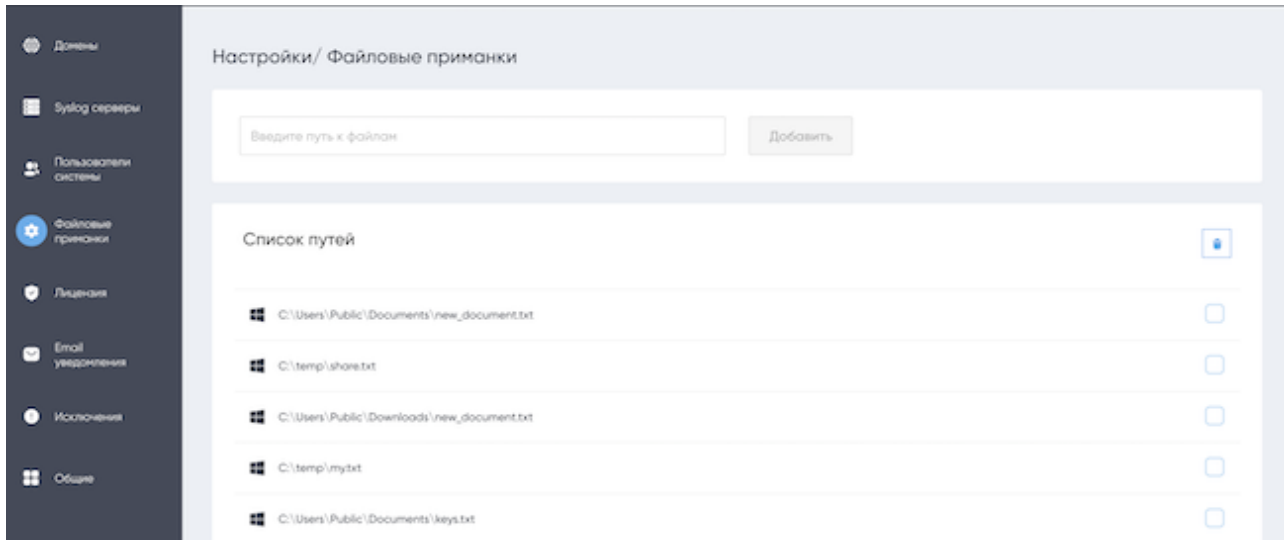 Домены
Syslog серверы
Пользователи
системы
Файловые
приманки
Лицензия
Email
уведомления
Исключения
Общие
Настройки/ Файловые приманки
Введите путь к файлам
Добавить
Список путей
C:\Users\Public\Documents\new_document.txt
C:\temp\share.txt
C:\Users\Public\Downloads\new_document.txt
C:\temp\my.txt
C:\Users\Public\Documents\keys.txt